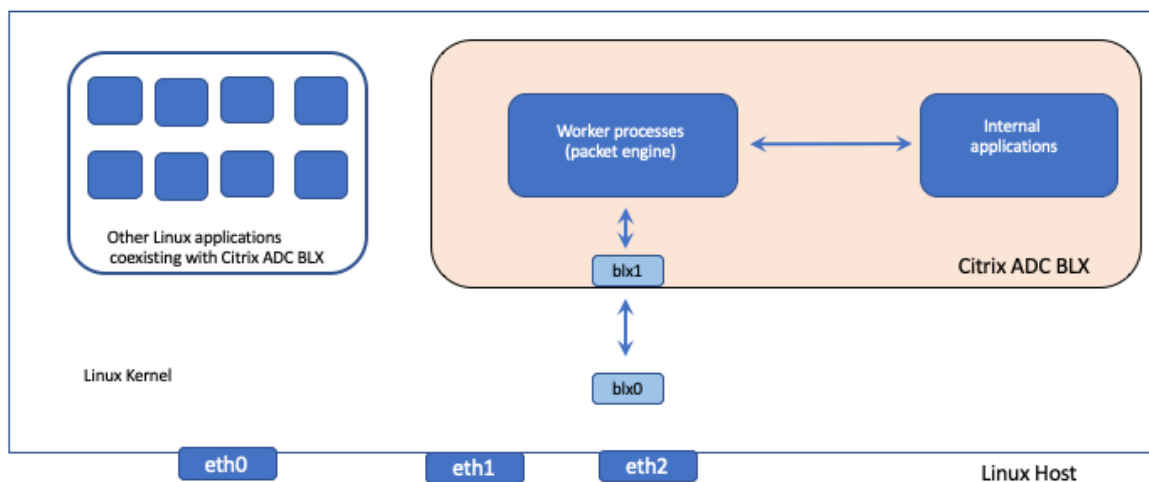 Worker processes
(packet engine)
Internal
applications
Other Linux applications
coexisting with Citrix ADC BLX
blx1
Citrix ADC BLX
Linux Kernel
blx0
eth0
eth1
eth2
Linux Host